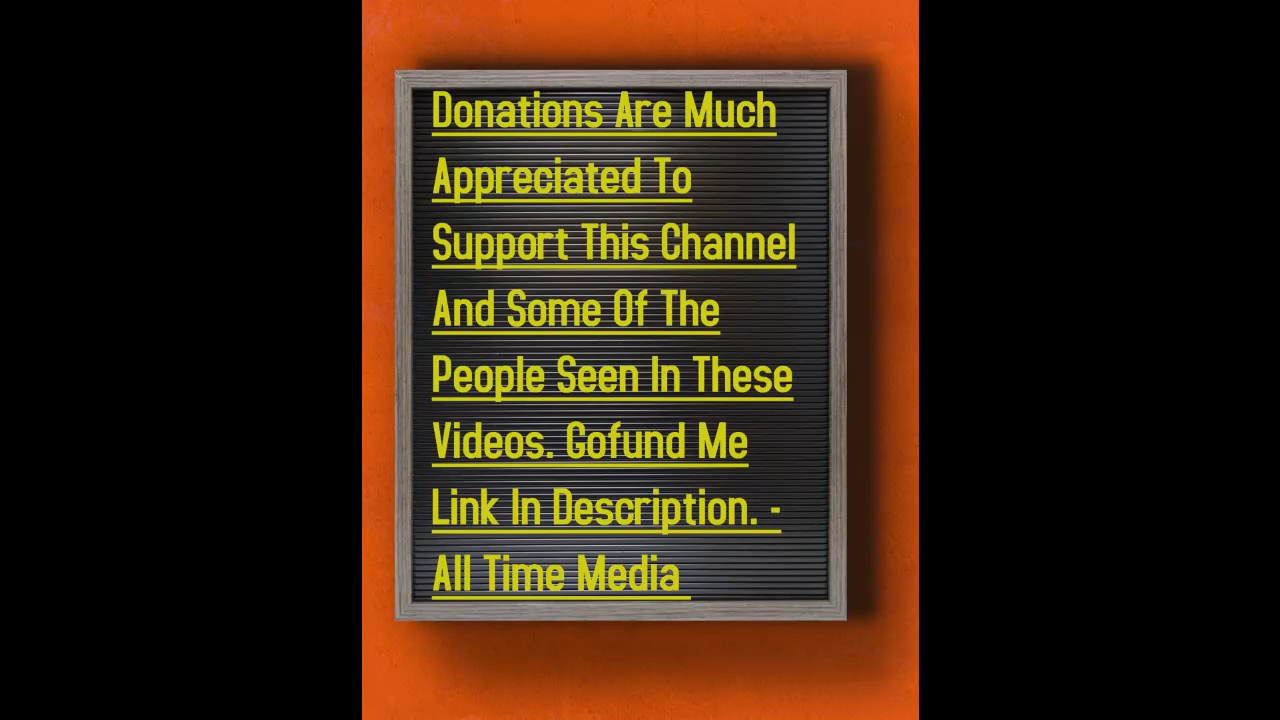 Donations Are Much
Appreciated To
Support This Channel
And Some Of The
People Seen In These
Videos. Gofund Me
Link In Description. -
All Time Media